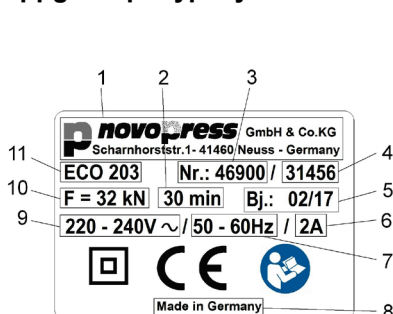 1 2 3
novopress GmbH & Co.KG
Scharnhorststr.1- 41460 Neuss - Germany
11 ECO 203 Nr.: 46900 / 31456 4
10 F = 32 kN 30 min Bj.: 02/17 5
9 220 - 240V ~ / 50 - 60Hz / 2A 6
7
CE
Made in Germany 8